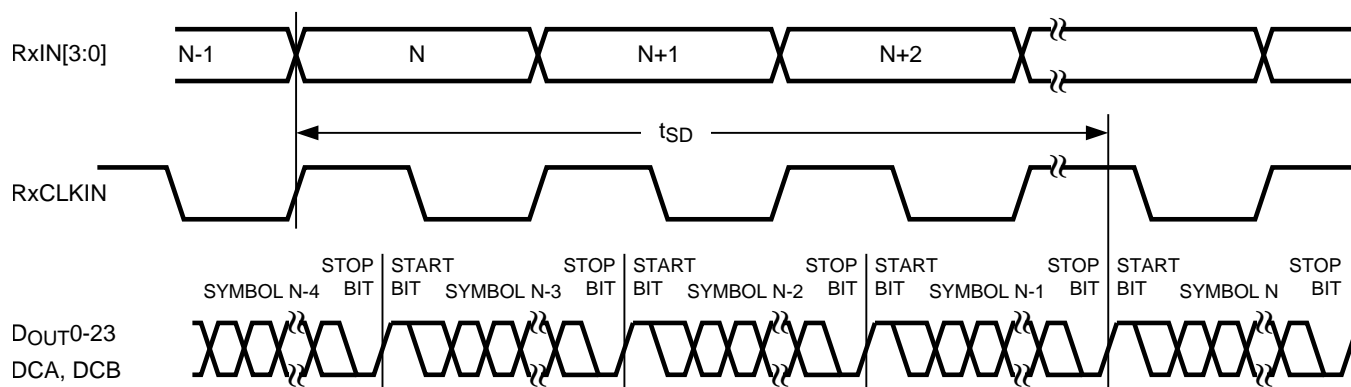 RxIN[3:0] N-1 N N+1 N+2
tSD
RxCLKIN
STOP START STOP START STOP START STOP START STOP
SYMBOL N-4 BIT BIT SYMBOL N-3 BIT BIT SYMBOL N-2 BIT BIT SYMBOL N-1 BIT BIT SYMBOL N BIT
DOUT0-23
DCA, DCB